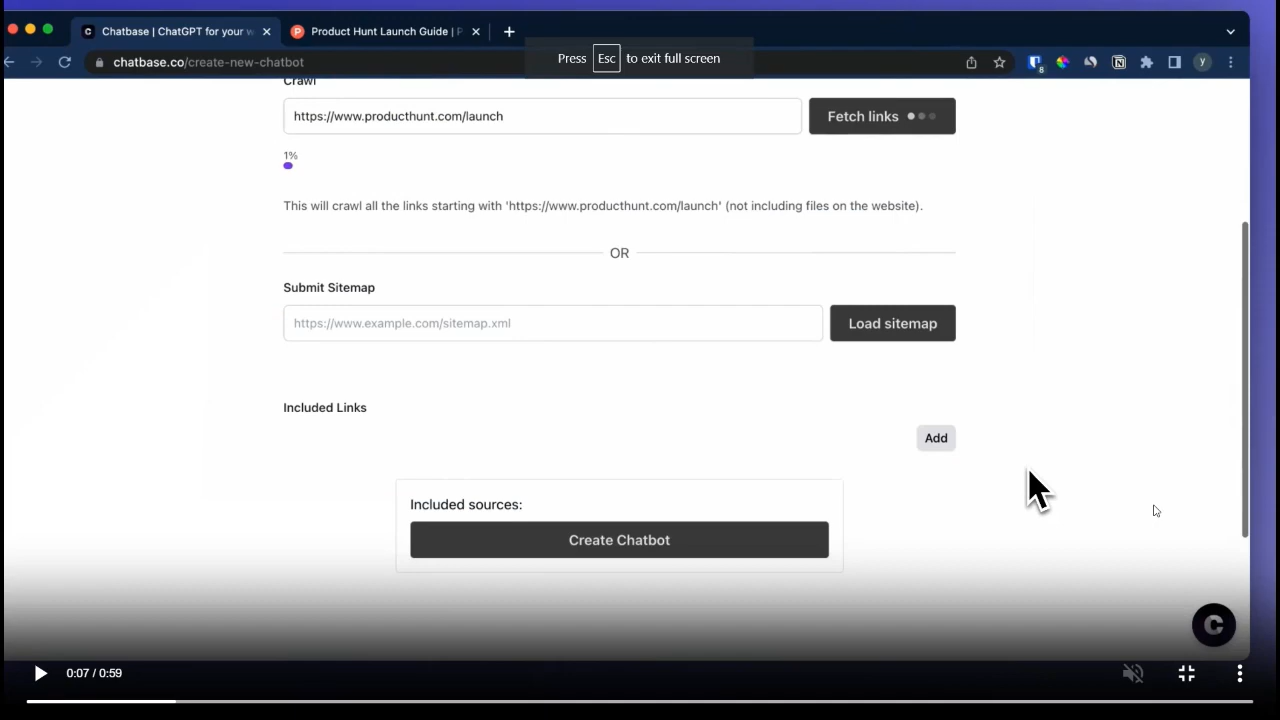 Chatbase | ChatGPT for your w
Product Hunt Launch Guide | P
chatbase.co/create-new-chatbot
Press Esc to exit full screen
8
y
Crawl
https://www.producthunt.com/launch
Fetch links
1%
This will crawl all the links starting with 'https://www.producthunt.com/launch' (not including files on the website).
OR
Submit Sitemap
https://www.example.com/sitemap.xml
Load sitemap
Included Links
Add
Included sources:
Create Chatbot
C
0:07 / 0:59